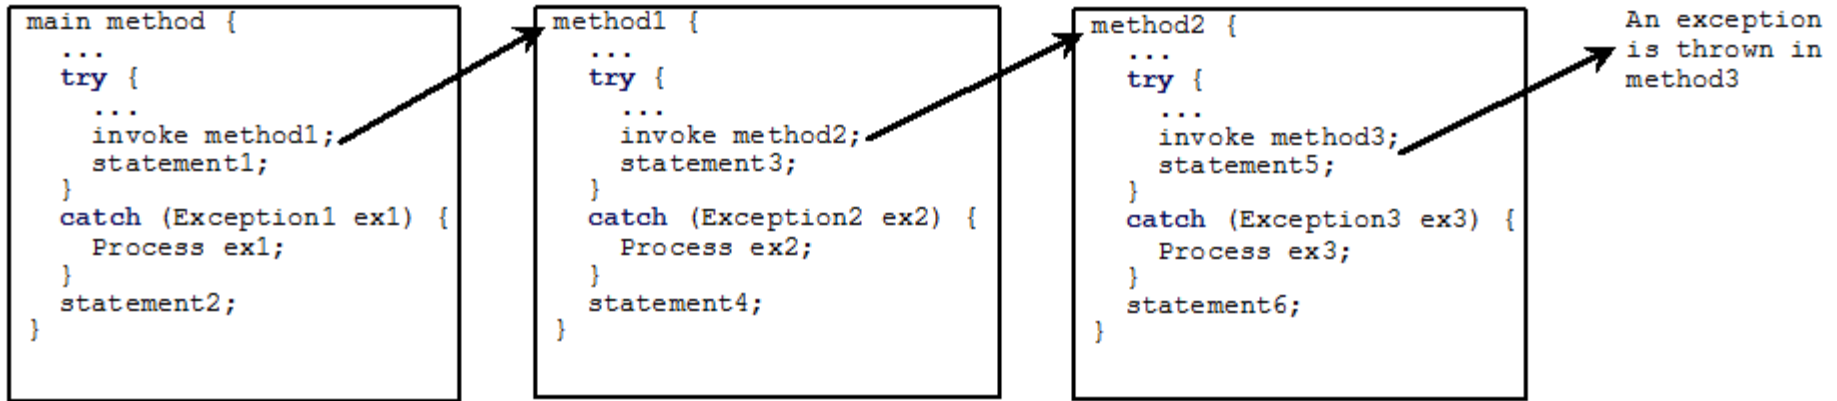 main method {
  ...
  try {
    ...
    invoke method1;
    statement1;
  }
  catch (Exception1 ex1) {
    Process ex1;
  }
  statement2;
}
method1 {
  ...
  try {
    ...
    invoke method2;
    statement3;
  }
  catch (Exception2 ex2) {
    Process ex2;
  }
  statement4;
}
method2 {
  ...
  try {
    ...
    invoke method3;
    statement5;
  }
  catch (Exception3 ex3) {
    Process ex3;
  }
  statement6;
}
An exception
is thrown in
method3